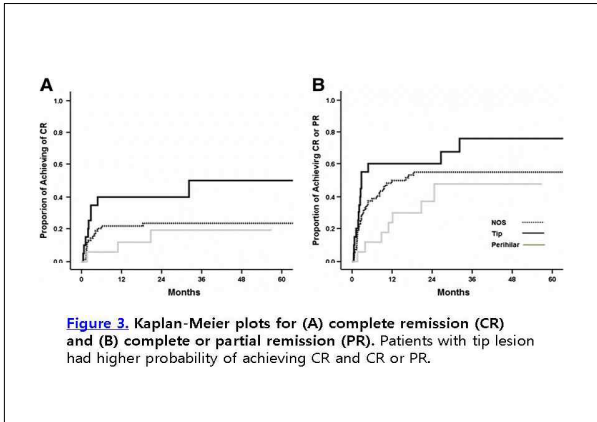 A
B
1.0
0.8
0.6
0.4
0.2
0.0
Proporion of Achieving of CR
0
12
24
36
48
60
Months
1.0
0.8
0.6
0.4
0.2
0.0
Proportion of Achieving CR or PR
0
12
24
36
48
60
Months
NOS
Tip
Perihilar
Figure 3. Kaplan-Meier plots for (A) complete remission (CR)
and (B) complete or partial remission (PR). Patients with tip lesion
had higher probability of achieving CR and CR or PR.